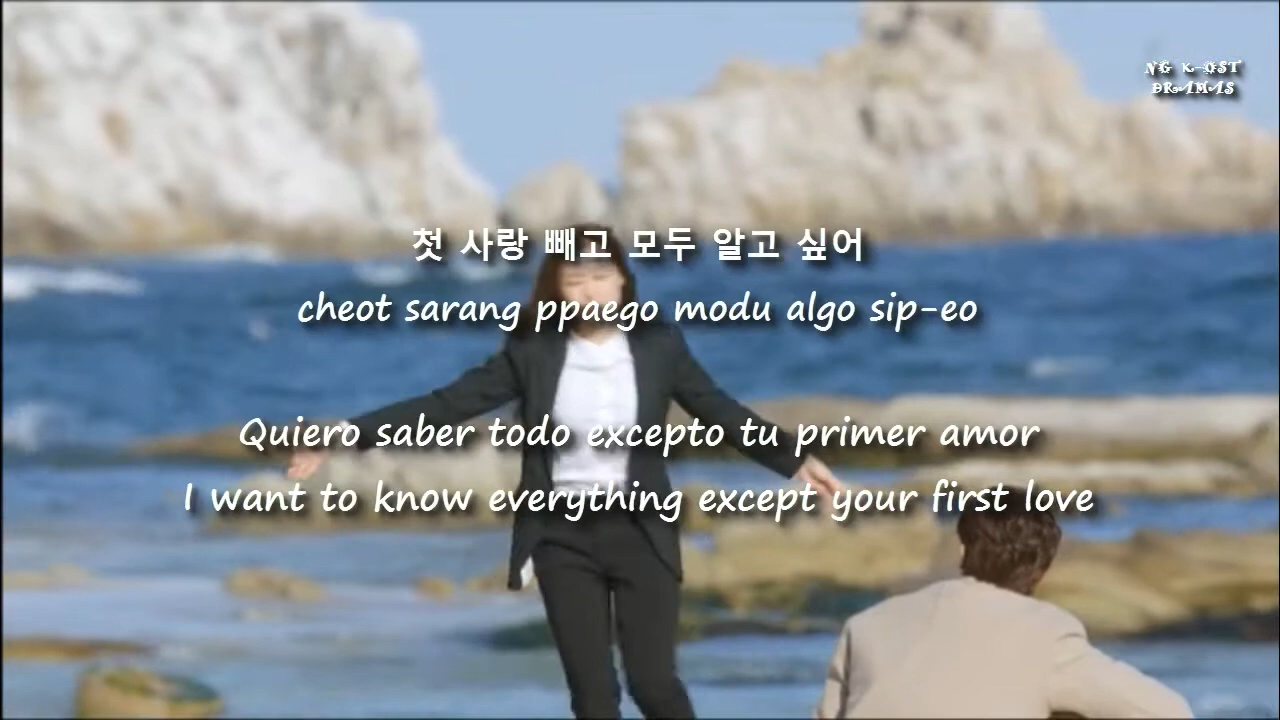 NG K-OST
DRAMAS
첫 사랑 빼고 모두 알고 싶어
cheot sarang ppaego modu algo sip-eo
Quiero saber todo excepto tu primer amor
I want to know everything except your first love